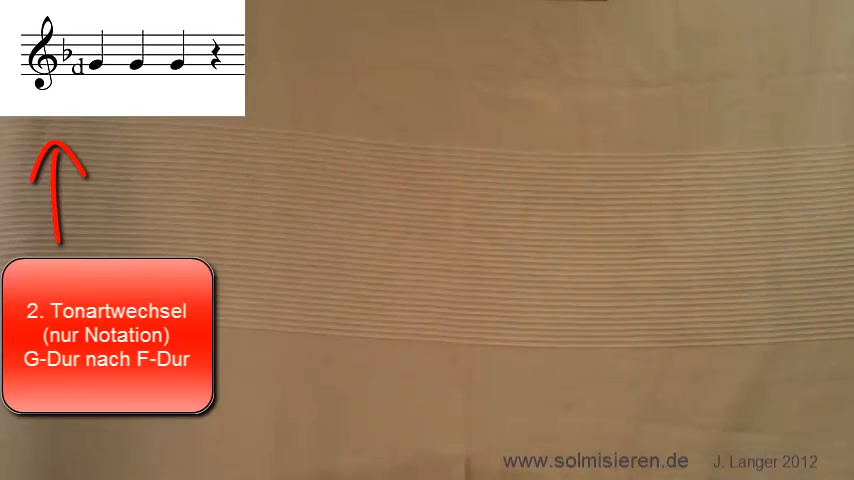 d
2. Tonartwechsel
(nur Notation)
G-Dur nach F-Dur
www.solmisieren.de J. Langer 2012